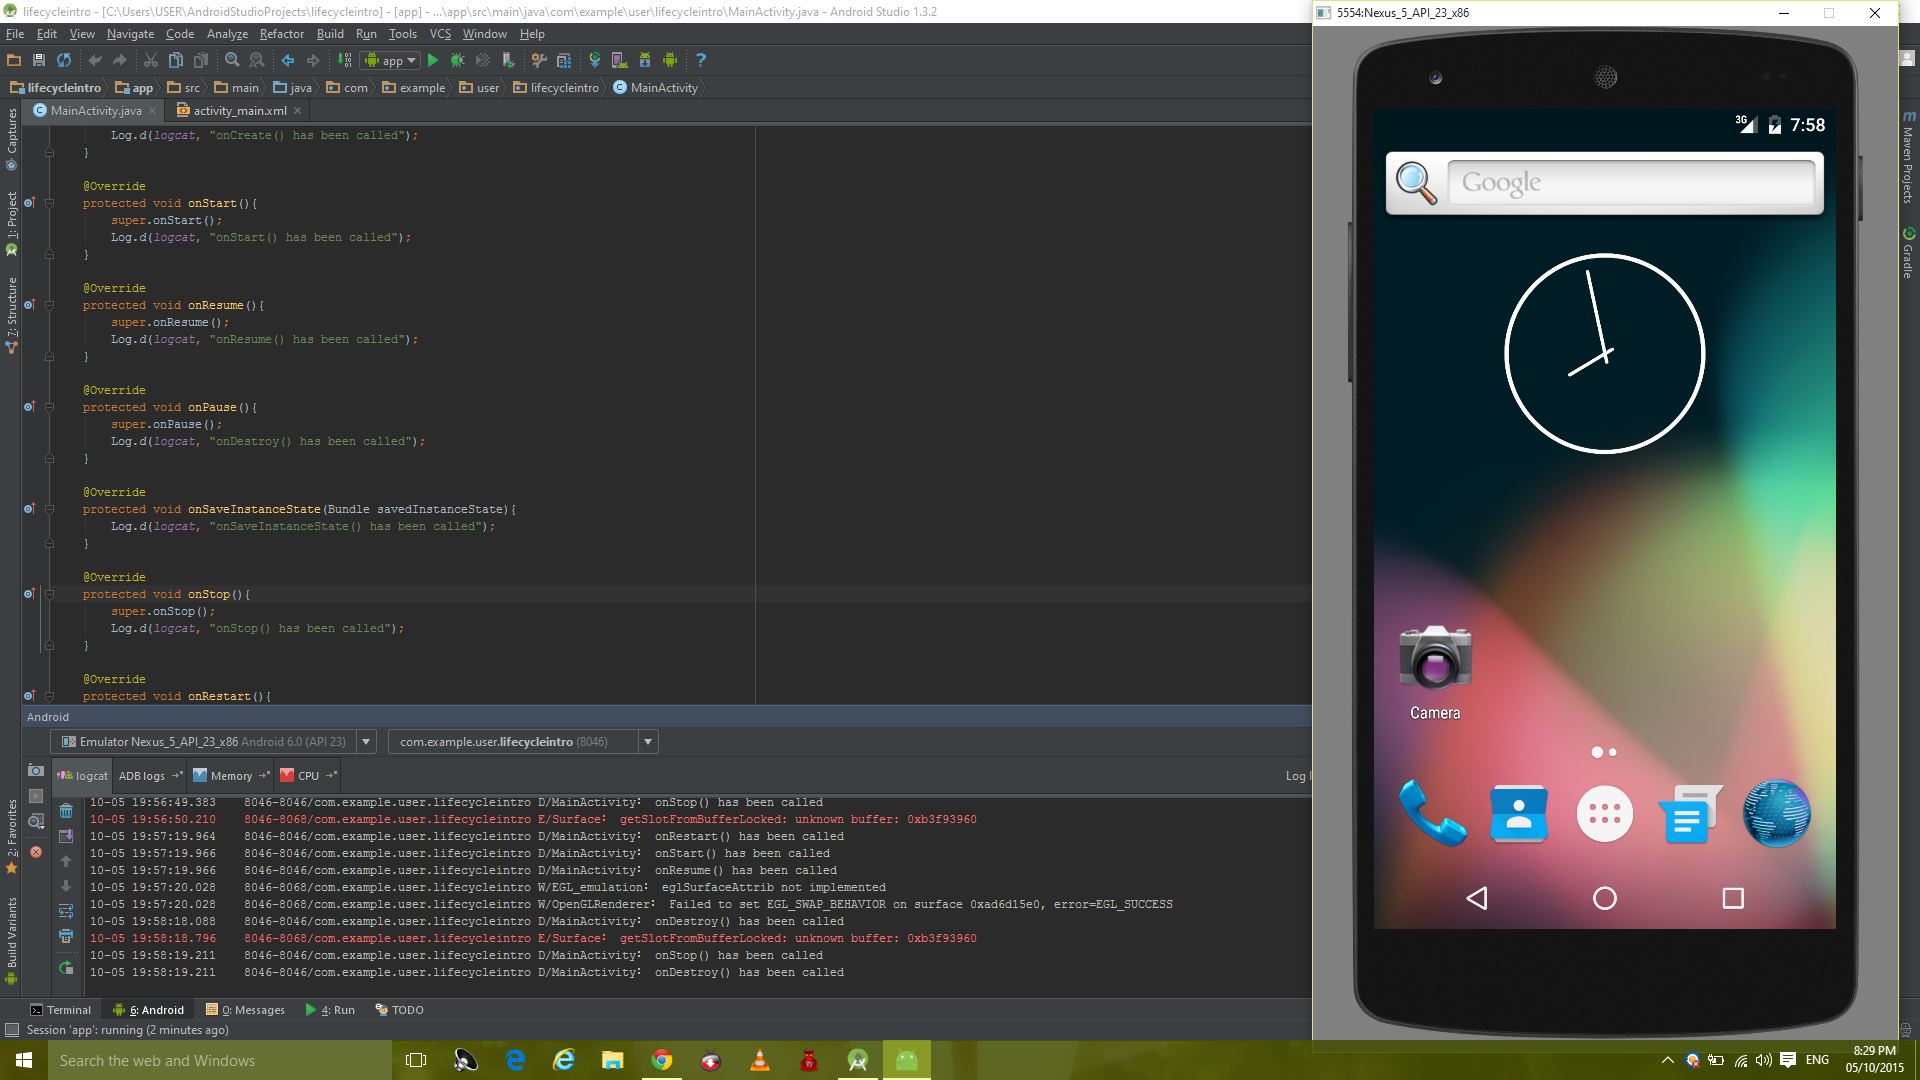 lifecycleintro - [C:\Users\USER\AndroidStudioProjects\lifecycleintro] - [app] - ...\app\src\main\java\com\example\user\lifecycleintro\MainActivity.java - Android Studio 1.3.2
File Edit View Navigate Code Analyze Refactor Build Run Tools VCS Window Help
app
lifecycleintro app src main java com example user lifecycleintro MainActivity
MainActivity.java activity_main.xml
Captures
1: Project
7: Structure
2: Favorites
Build Variants
Log.d(logcat, "onCreate() has been called");
}
@Override
protected void onStart(){
super.onStart();
Log.d(logcat, "onStart() has been called");
}
@Override
protected void onResume(){
super.onResume();
Log.d(logcat, "onResume() has been called");
}
@Override
protected void onPause(){
super.onPause();
Log.d(logcat, "onDestroy() has been called");
}
@Override
protected void onSaveInstanceState(Bundle savedInstanceState){
Log.d(logcat, "onSaveInstanceState() has been called");
}
@Override
protected void onStop(){
super.onStop();
Log.d(logcat, "onStop() has been called");
}
@Override
protected void onRestart(){
Android
Emulator Nexus_5_API_23_x86 Android 6.0 (API 23) com.example.user.lifecycleintro (8046)
logcat ADB logs Memory CPU Log l
10-05 19:56:49.383 8046-8046/com.example.user.lifecycleintro D/MainActivity: onStop() has been called
10-05 19:56:50.210 8046-8068/com.example.user.lifecycleintro E/Surface: getSlotFromBufferLocked: unknown buffer: 0xb3f93960
10-05 19:57:19.964 8046-8046/com.example.user.lifecycleintro D/MainActivity: onRestart() has been called
10-05 19:57:19.966 8046-8046/com.example.user.lifecycleintro D/MainActivity: onStart() has been called
10-05 19:57:19.966 8046-8046/com.example.user.lifecycleintro D/MainActivity: onResume() has been called
10-05 19:57:20.028 8046-8068/com.example.user.lifecycleintro W/EGL_emulation: eglSurfaceAttrib not implemented
10-05 19:57:20.028 8046-8068/com.example.user.lifecycleintro W/OpenGLRenderer: Failed to set EGL_SWAP_BEHAVIOR on surface 0xad6d15e0, error=EGL_SUCCESS
10-05 19:58:18.088 8046-8046/com.example.user.lifecycleintro D/MainActivity: onDestroy() has been called
10-05 19:58:18.796 8046-8068/com.example.user.lifecycleintro E/Surface: getSlotFromBufferLocked: unknown buffer: 0xb3f93960
10-05 19:58:19.211 8046-8046/com.example.user.lifecycleintro D/MainActivity: onStop() has been called
10-05 19:58:19.211 8046-8046/com.example.user.lifecycleintro D/MainActivity: onDestroy() has been called
Terminal 6: Android 0: Messages 4: Run TODO
Session 'app': running (2 minutes ago)
5554:Nexus_5_API_23_x86
3G 7:58
Google
Camera
m Maven Projects
Gradle
Search the web and Windows
ENG
8:29 PM
05/10/2015